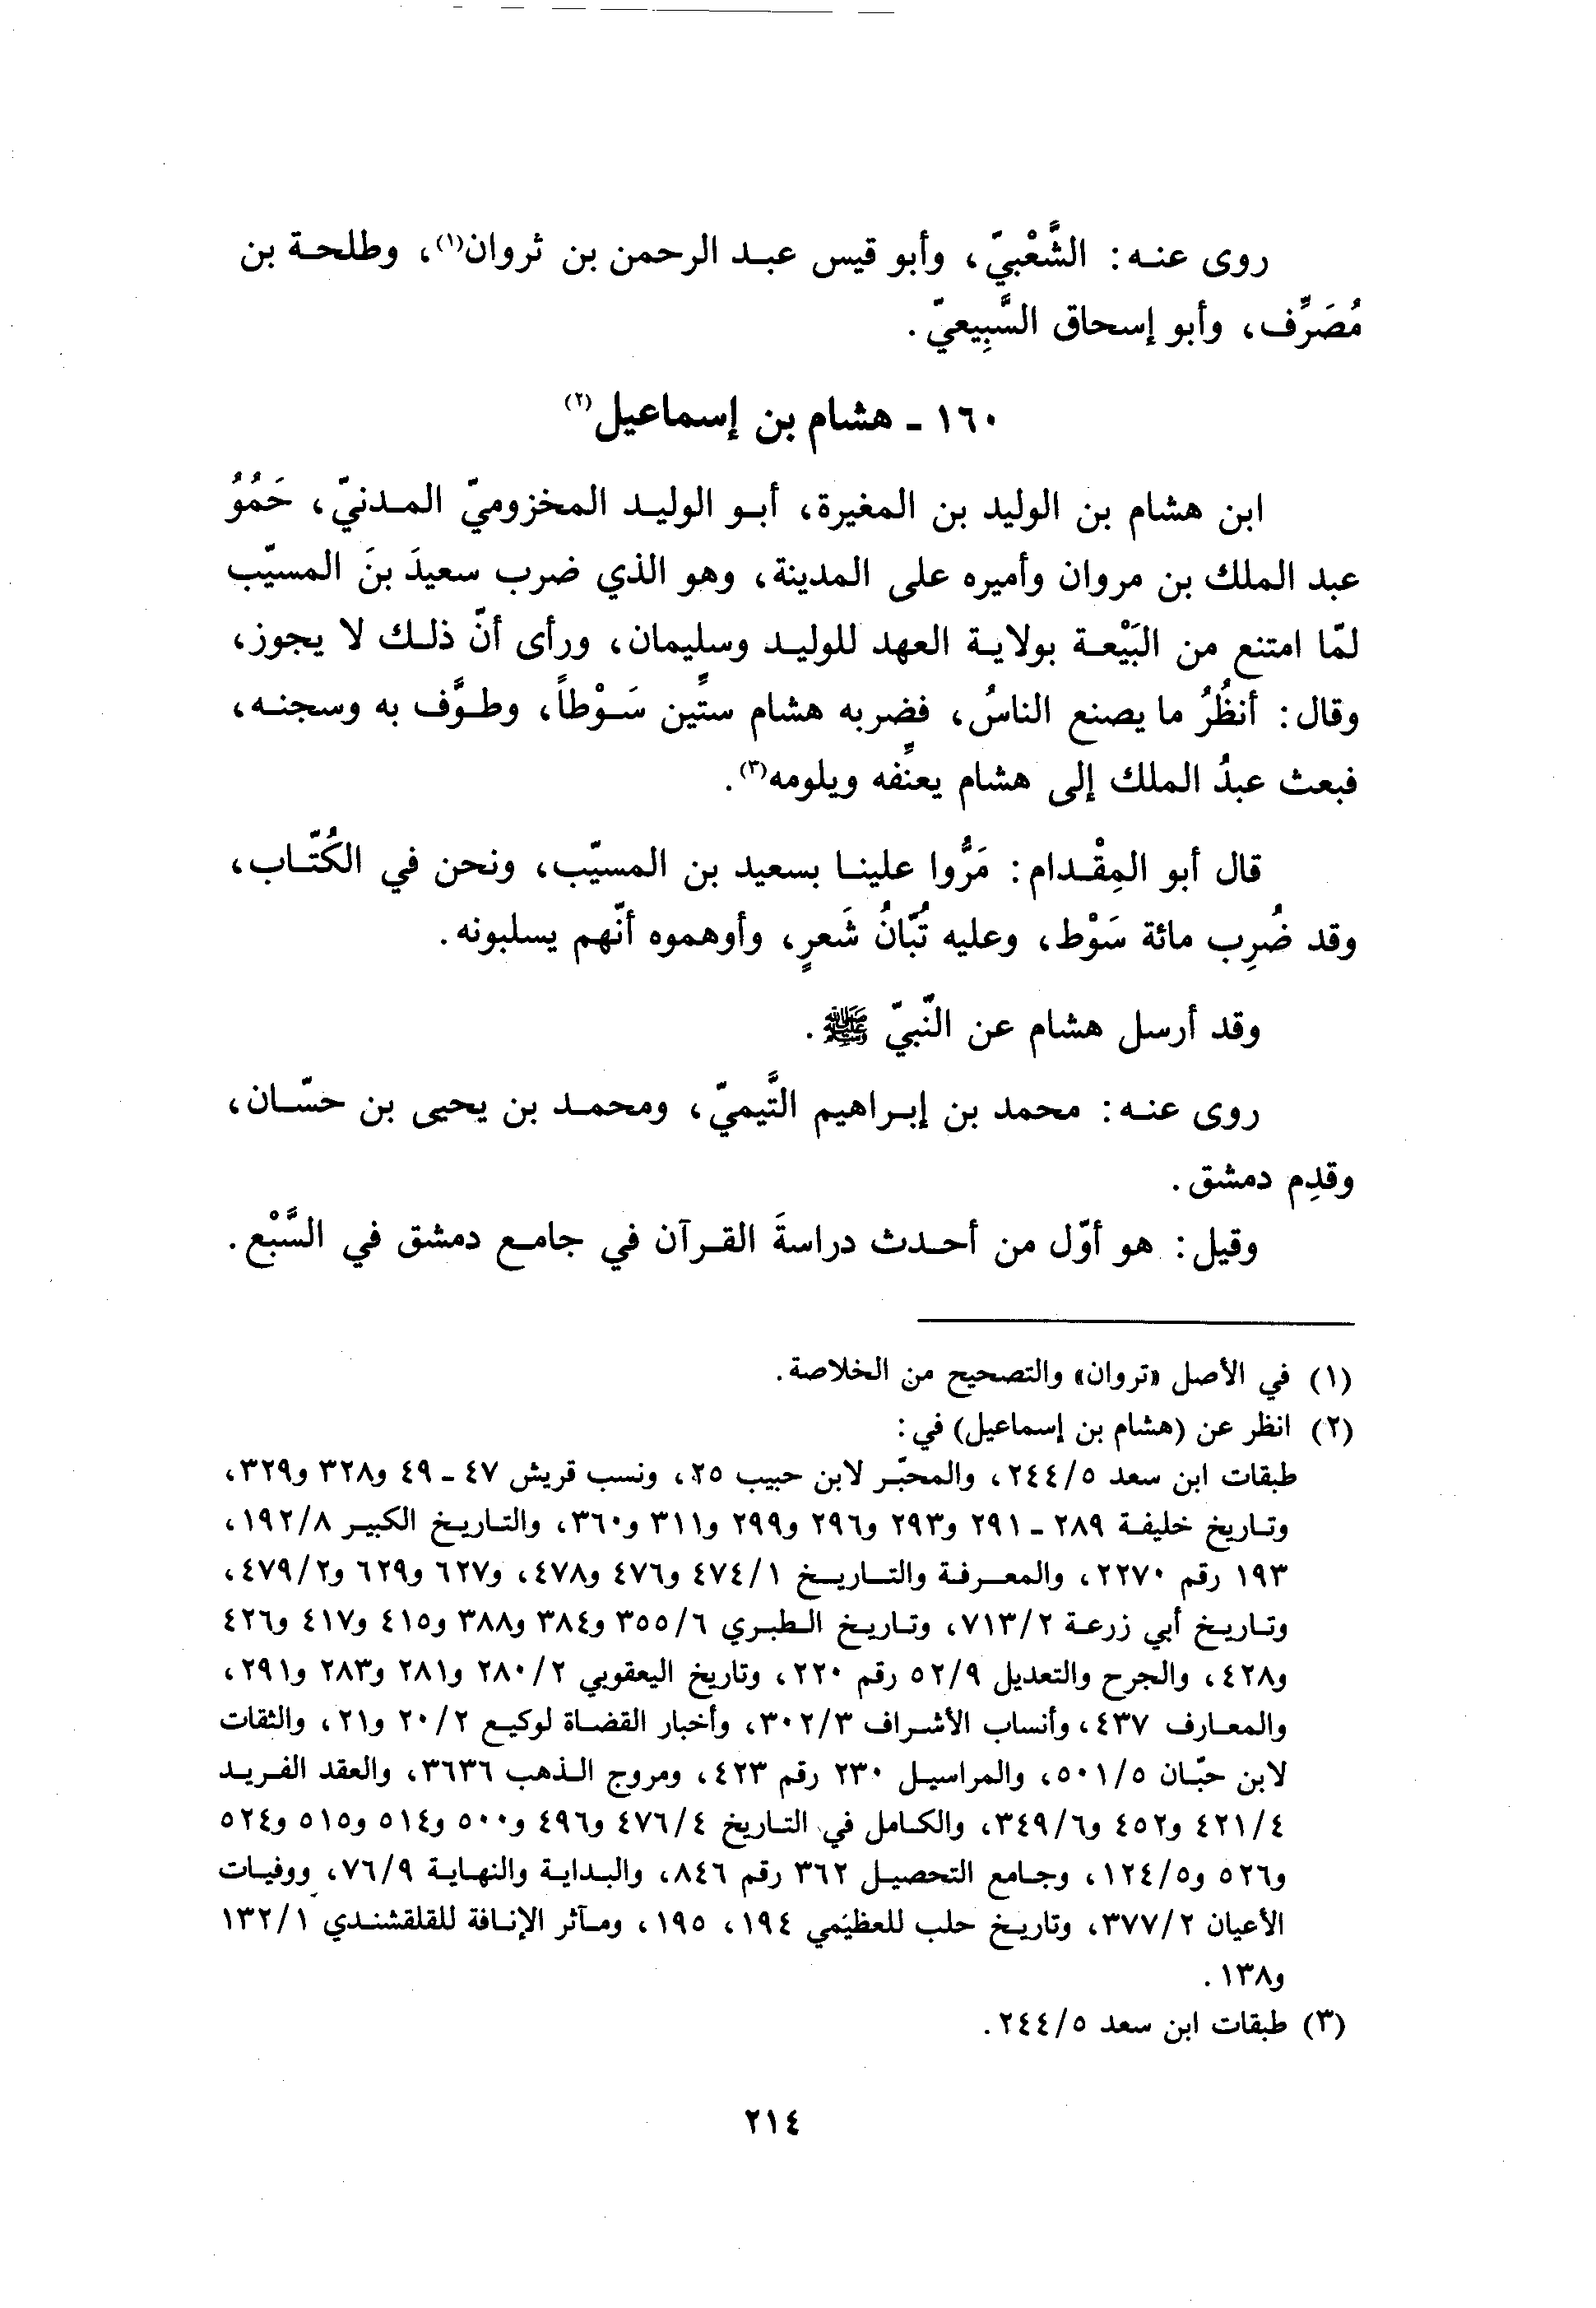 روى عنه: الشَّعْبيّ، وأبو قيس عبد الرحمن بن ثروان(١)، وطلحة بن
مُصَرِّف، وأبو إسحاق السَّبِيعيّ.
١٦٠ ـ هشام بن إسماعيل(٢)
ابن هشام بن الوليد بن المغيرة، أبو الوليد المخزوميّ المدنيّ، حَمُوُ
عبد الملك بن مروان وأميره على المدينة، وهو الذي ضرب سعيدَ بنَ المسيّب
لمّا امتنع من البَيْعة بولاية العهد للوليد وسليمان، ورأى أنّ ذلك لا يجوز،
وقال: أنظُرُ ما يصنع الناسُ، فضربه هشام ستّين سَوْطاً، وطوَّف به وسجنه،
فبعث عبدُ الملك إلى هشام يعنّفه ويلومه(٣).
قال أبو المِقْدام: مَرُّوا علينا بسعيد بن المسيّب، ونحن في الكُتّاب،
وقد ضُرِب مائة سَوْط، وعليه تُبّانُ شَعرٍ، وأوهموه أنّهم يسلبونه.
وقد أرسل هشام عن النّبيّ ﷺ.
روى عنه: محمد بن إبراهيم التَّيميّ، ومحمد بن يحيى بن حسّان،
وقدِم دمشق.
وقيل: هو أوّل من أحدث دراسةَ القرآن في جامع دمشق في السَّبْع.
(١) في الأصل «تروان» والتصحيح من الخلاصة.
(٢) انظر عن (هشام بن إسماعيل) في:
طبقات ابن سعد ٢٤٤/٥، والمحبّر لابن حبيب ٢٥، ونسب قريش ٤٧ ـ ٤٩ و٣٢٨ و٣٢٩،
وتاريخ خليفة ٢٨٩ ـ ٢٩١ و٢٩٣ و٢٩٦ و٢٩٩ و٣١١ و٣٦٠، والتاريخ الكبير ١٩٢/٨،
١٩٣ رقم ٢٢٧٠، والمعرفة والتاريخ ٤٧٤/١ و٤٧٦ و٤٧٨، و٦٢٧ و٦٢٩ و٤٧٩/٢،
وتاريخ أبي زرعة ٧١٣/٢، وتاريخ الطبري ٣٥٥/٦ و٣٨٤ و٣٨٨ و٤١٥ و٤١٧ و٤٢٦
و٤٢٨، والجرح والتعديل ٥٢/٩ رقم ٢٢٠، وتاريخ اليعقوبي ٢٨٠/٢ و٢٨١ و٢٨٣ و٢٩١،
والمعارف ٤٣٧، وأنساب الأشراف ٣٠٢/٣، وأخبار القضاة لوكيع ٢٠/٢ و٢١، والثقات
لابن حبّان ٥٠١/٥، والمراسيل ٢٣٠ رقم ٤٢٣، ومروج الذهب ٣٦٣٦، والعقد الفريد
٤٢١/٤ و٤٥٢ و٣٤٩/٦، والكامل في التاريخ ٤٧٦/٤ و٤٩٦ و٥٠٠ و٥١٤ و٥١٥ و٥٢٤
و٥٢٦ و١٢٤/٥، وجامع التحصيل ٣٦٢ رقم ٨٤٦، والبداية والنهاية ٧٦/٩، ووفيات
الأعيان ٣٧٧/٢، وتاريخ حلب للعظيمي ١٩٤، ١٩٥، ومآثر الإنافة للقلقشندي ١٣٢/١
و١٣٨.
(٣) طبقات ابن سعد ٢٤٤/٥.
٢١٤